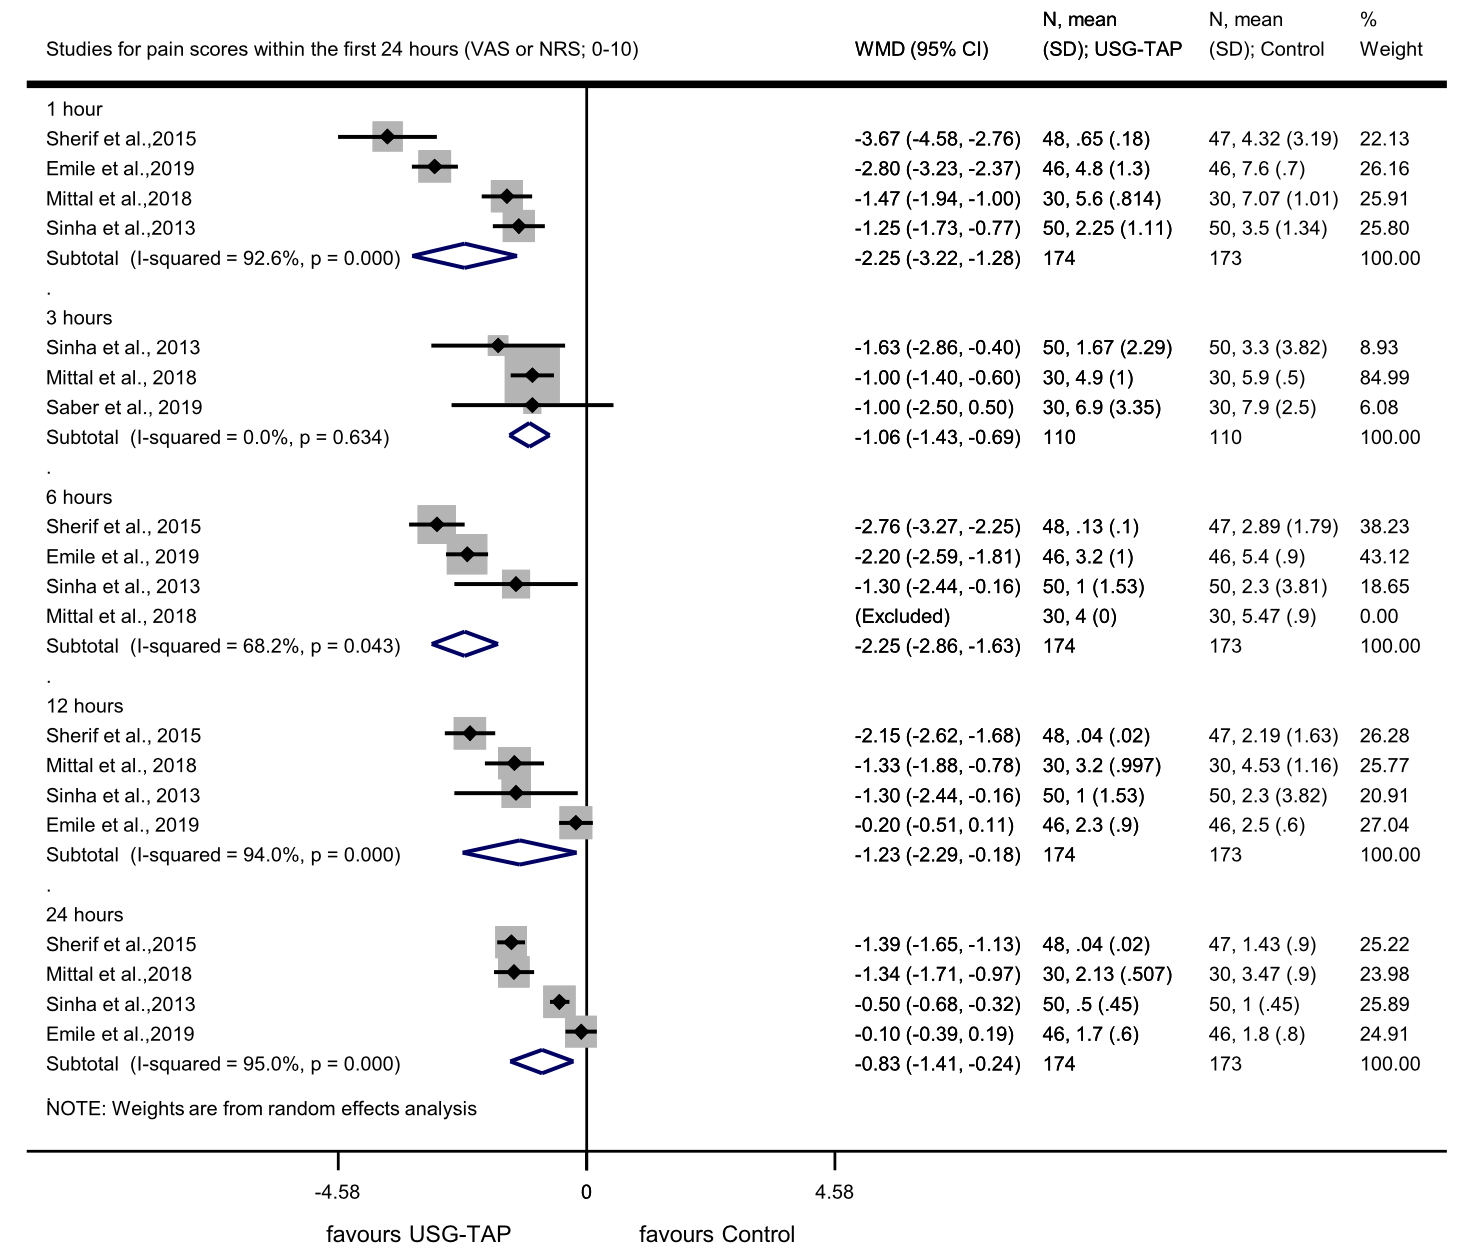 N, mean N, mean %
Studies for pain scores within the first 24 hours (VAS or NRS; 0-10) WMD (95% CI) (SD); USG-TAP (SD); Control Weight
1 hour
Sherif et al.,2015 -3.67 (-4.58, -2.76) 48, .65 (.18) 47, 4.32 (3.19) 22.13
Emile et al.,2019 -2.80 (-3.23, -2.37) 46, 4.8 (1.3) 46, 7.6 (.7) 26.16
Mittal et al.,2018 -1.47 (-1.94, -1.00) 30, 5.6 (.814) 30, 7.07 (1.01) 25.91
Sinha et al.,2013 -1.25 (-1.73, -0.77) 50, 2.25 (1.11) 50, 3.5 (1.34) 25.80
Subtotal (I-squared = 92.6%, p = 0.000) -2.25 (-3.22, -1.28) 174 173 100.00
.
3 hours
Sinha et al., 2013 -1.63 (-2.86, -0.40) 50, 1.67 (2.29) 50, 3.3 (3.82) 8.93
Mittal et al., 2018 -1.00 (-1.40, -0.60) 30, 4.9 (1) 30, 5.9 (.5) 84.99
Saber et al., 2019 -1.00 (-2.50, 0.50) 30, 6.9 (3.35) 30, 7.9 (2.5) 6.08
Subtotal (I-squared = 0.0%, p = 0.634) -1.06 (-1.43, -0.69) 110 110 100.00
.
6 hours
Sherif et al., 2015 -2.76 (-3.27, -2.25) 48, .13 (.1) 47, 2.89 (1.79) 38.23
Emile et al., 2019 -2.20 (-2.59, -1.81) 46, 3.2 (1) 46, 5.4 (.9) 43.12
Sinha et al., 2013 -1.30 (-2.44, -0.16) 50, 1 (1.53) 50, 2.3 (3.81) 18.65
Mittal et al., 2018 (Excluded) 30, 4 (0) 30, 5.47 (.9) 0.00
Subtotal (I-squared = 68.2%, p = 0.043) -2.25 (-2.86, -1.63) 174 173 100.00
.
12 hours
Sherif et al., 2015 -2.15 (-2.62, -1.68) 48, .04 (.02) 47, 2.19 (1.63) 26.28
Mittal et al., 2018 -1.33 (-1.88, -0.78) 30, 3.2 (.997) 30, 4.53 (1.16) 25.77
Sinha et al., 2013 -1.30 (-2.44, -0.16) 50, 1 (1.53) 50, 2.3 (3.82) 20.91
Emile et al., 2019 -0.20 (-0.51, 0.11) 46, 2.3 (.9) 46, 2.5 (.6) 27.04
Subtotal (I-squared = 94.0%, p = 0.000) -1.23 (-2.29, -0.18) 174 173 100.00
.
24 hours
Sherif et al.,2015 -1.39 (-1.65, -1.13) 48, .04 (.02) 47, 1.43 (.9) 25.22
Mittal et al.,2018 -1.34 (-1.71, -0.97) 30, 2.13 (.507) 30, 3.47 (.9) 23.98
Sinha et al.,2013 -0.50 (-0.68, -0.32) 50, .5 (.45) 50, 1 (.45) 25.89
Emile et al.,2019 -0.10 (-0.39, 0.19) 46, 1.7 (.6) 46, 1.8 (.8) 24.91
Subtotal (I-squared = 95.0%, p = 0.000) -0.83 (-1.41, -0.24) 174 173 100.00
.
NOTE: Weights are from random effects analysis
-4.58 0 4.58
favours USG-TAP favours Control